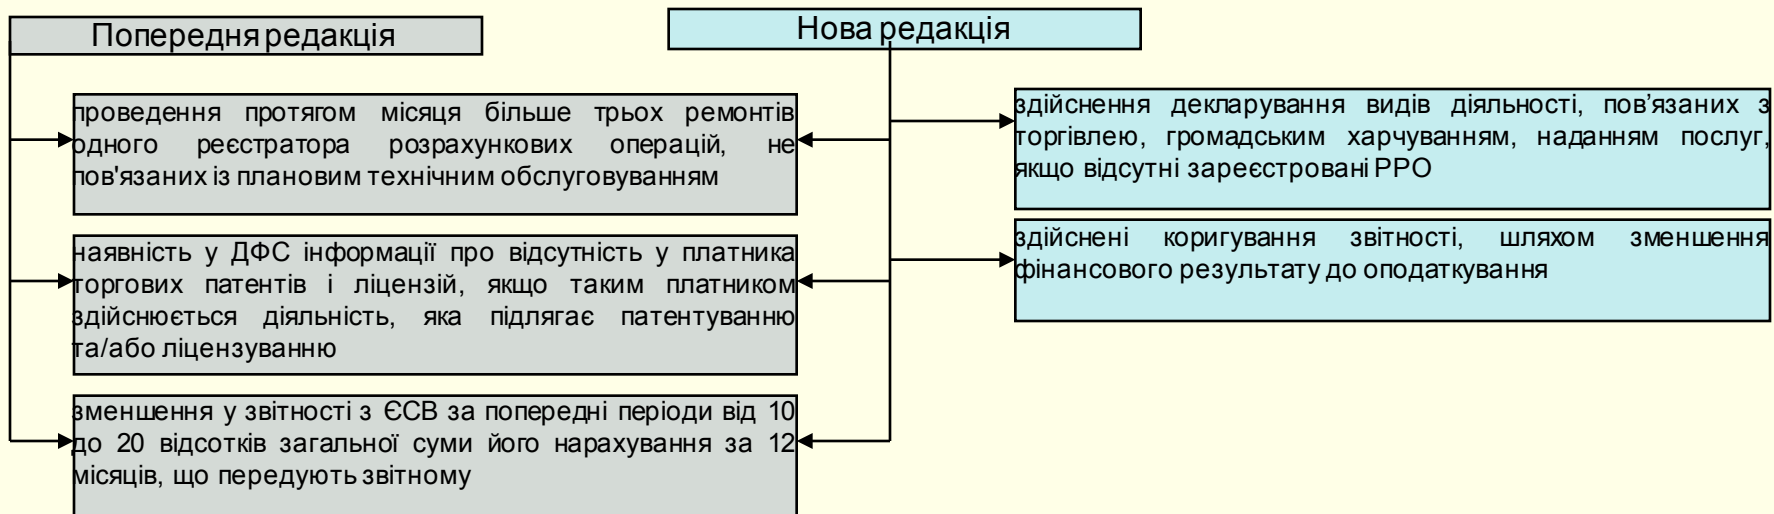 Попередня редакція
Нова редакція
проведення протягом місяця більше трьох ремонтів
одного реєстратора розрахункових операцій, не
пов'язаних із плановим технічним обслуговуванням
наявність у ДФС інформації про відсутність у платника
торгових патентів і ліцензій, якщо таким платником
здійснюється діяльність, яка підлягає патентуванню
та/або ліцензуванню
зменшення у звітності з ЄСВ за попередні періоди від 10
до 20 відсотків загальної суми його нарахування за 12
місяців, що передують звітному
здійснення декларування видів діяльності, пов’язаних з
торгівлею, громадським харчуванням, наданням послуг,
якщо відсутні зареєстровані РРО
здійснені коригування звітності, шляхом зменшення
фінансового результату до оподаткування